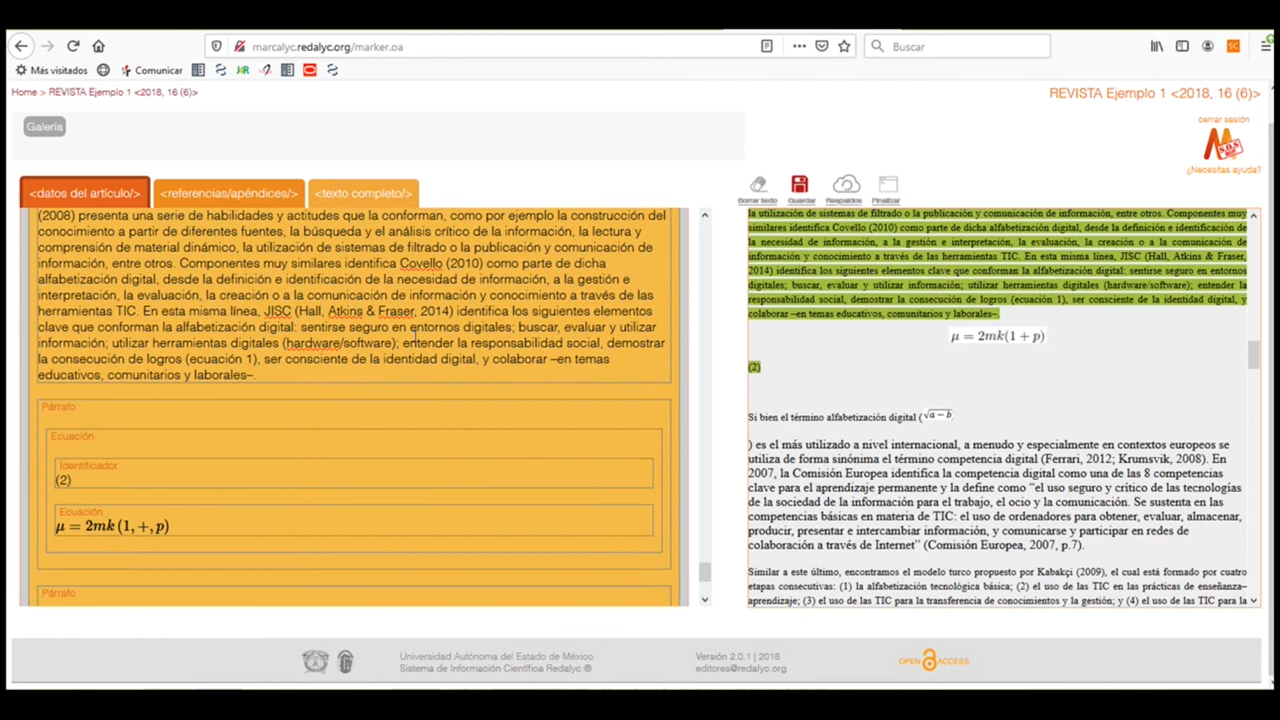 marcalyc.redalyc.org/marker.oa
Buscar
SC
Más visitados
Comunicar
Home > REVISTA Ejemplo 1 <2018, 16 (6)>
REVISTA Ejemplo 1 <2018, 16 (6)>
Galería
cerrar sesión
S.O.S
¿Necesitas ayuda?
<datos del artículo/>
<referencias/apéndices/>
<texto completo/>
Borrar texto
Guardar
Respaldos
Finalizar
(2008) presenta una serie de habilidades y actitudes que la conforman, como por ejemplo la construcción del
conocimiento a partir de diferentes fuentes, la búsqueda y el análisis crítico de la información, la lectura y
comprensión de material dinámico, la utilización de sistemas de filtrado o la publicación y comunicación de
información, entre otros. Componentes muy similares identifica Covello (2010) como parte de dicha
alfabetización digital, desde la definición e identificación de la necesidad de información, a la gestión e
interpretación, la evaluación, la creación o a la comunicación de información y conocimiento a través de las
herramientas TIC. En esta misma línea, JISC (Hall, Atkins & Fraser, 2014) identifica los siguientes elementos
clave que conforman la alfabetización digital: sentirse seguro en entornos digitales; buscar, evaluar y utilizar
información; utilizar herramientas digitales (hardware/software); entender la responsabilidad social, demostrar
la consecución de logros (ecuación 1), ser consciente de la identidad digital, y colaborar –en temas
educativos, comunitarios y laborales–.
Párrafo
Ecuación
Identificador
(2)
Ecuación
μ = 2mk (1, +, p)
Párrafo
la utilización de sistemas de filtrado o la publicación y comunicación de información, entre otros. Componentes muy
similares identifica Covello (2010) como parte de dicha alfabetización digital, desde la definición e identificación de
la necesidad de información, a la gestión e interpretación, la evaluación, la creación o a la comunicación de
información y conocimiento a través de las herramientas TIC. En esta misma línea, JISC (Hall, Atkins & Fraser,
2014) identifica los siguientes elementos clave que conforman la alfabetización digital: sentirse seguro en entornos
digitales; buscar, evaluar y utilizar información; utilizar herramientas digitales (hardware/software); entender la
responsabilidad social, demostrar la consecución de logros (ecuación 1), ser consciente de la identidad digital, y
colaborar –en temas educativos, comunitarios y laborales–.
μ = 2mk(1 + p)
(2)
Si bien el término alfabetización digital (√a − b
) es el más utilizado a nivel internacional, a menudo y especialmente en contextos europeos se
utiliza de forma sinónima el término competencia digital (Ferrari, 2012; Krumsvik, 2008). En
2007, la Comisión Europea identifica la competencia digital como una de las 8 competencias
clave para el aprendizaje permanente y la define como “el uso seguro y crítico de las tecnologías
de la sociedad de la información para el trabajo, el ocio y la comunicación. Se sustenta en las
competencias básicas en materia de TIC: el uso de ordenadores para obtener, evaluar, almacenar,
producir, presentar e intercambiar información, y comunicarse y participar en redes de
colaboración a través de Internet” (Comisión Europea, 2007, p.7).
Similar a este último, encontramos el modelo turco propuesto por Kabakçi (2009), el cual está formado por cuatro
etapas consecutivas: (1) la alfabetización tecnológica básica; (2) el uso de las TIC en las prácticas de enseñanza–
aprendizaje; (3) el uso de las TIC para la transferencia de conocimientos y la gestión; y (4) el uso de las TIC para la
Universidad Autónoma del Estado de México
Sistema de Información Científica Redalyc ®
Versión 2.0.1 | 2016
editores@redalyc.org
OPEN ACCESS